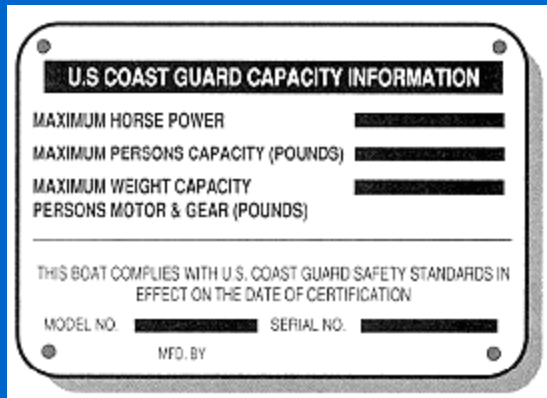 U.S COAST GUARD CAPACITY INFORMATION
MAXIMUM HORSE POWER
MAXIMUM PERSONS CAPACITY (POUNDS)
MAXIMUM WEIGHT CAPACITY
PERSONS MOTOR & GEAR (POUNDS)
THIS BOAT COMPLIES WITH U.S. COAST GUARD SAFETY STANDARDS IN
EFFECT ON THE DATE OF CERTIFICATION
MODEL NO. SERIAL NO.
MFD. BY